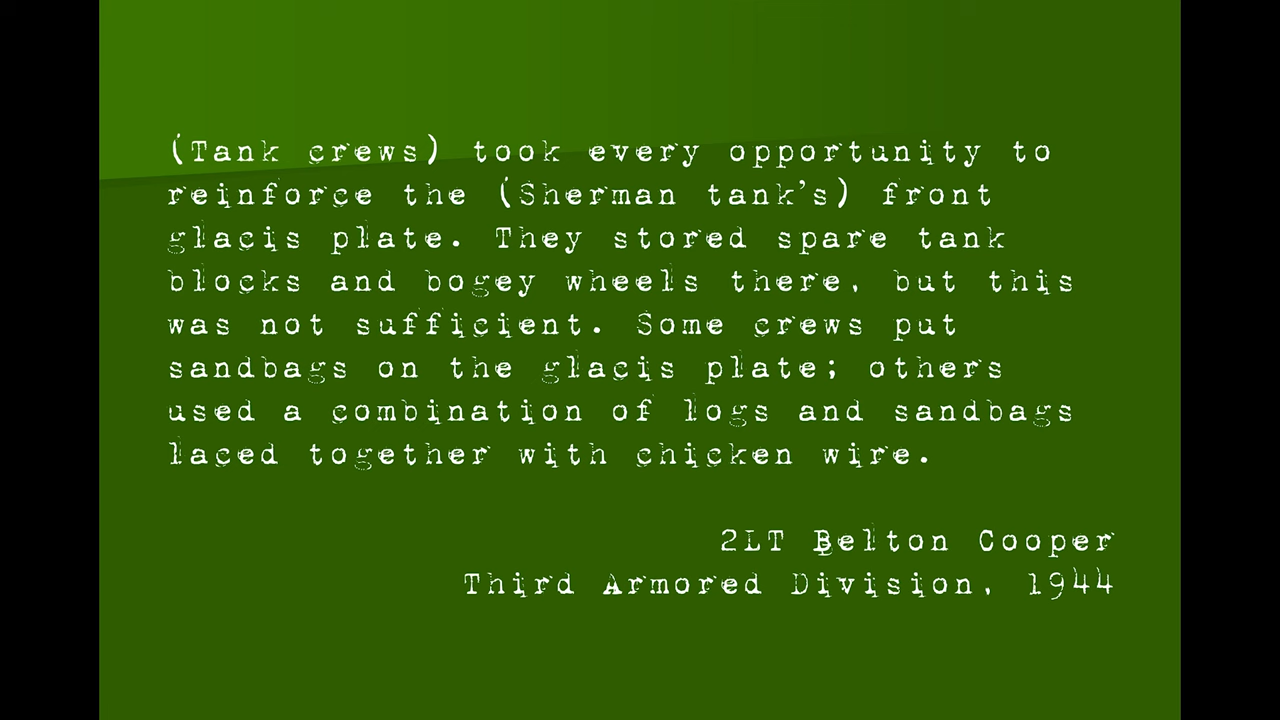 (Tank crews) took every opportunity to
reinforce the (Sherman tank's) front
glacis plate. They stored spare tank
blocks and bogey wheels there, but this
was not sufficient. Some crews put
sandbags on the glacis plate; others
used a combination of logs and sandbags
laced together with chicken wire.
2LT Belton Cooper
Third Armored Division, 1944